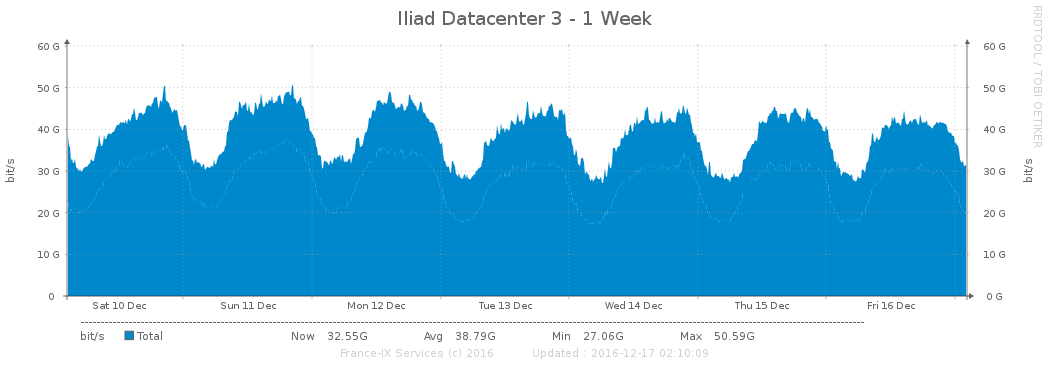 Iliad Datacenter 3 - 1 Week
RRDTOOL / TOBI OETIKER
60 G 60 G
50 G 50 G
40 G 40 G
30 G 30 G
20 G 20 G
10 G 10 G
0 0 G
bit/s
bit/s
Sat 10 Dec Sun 11 Dec Mon 12 Dec Tue 13 Dec Wed 14 Dec Thu 15 Dec Fri 16 Dec
bit/s Total Now 32.55G Avg 38.79G Min 27.06G Max 50.59G
France-IX Services (c) 2016 Updated : 2016-12-17 02:10:09